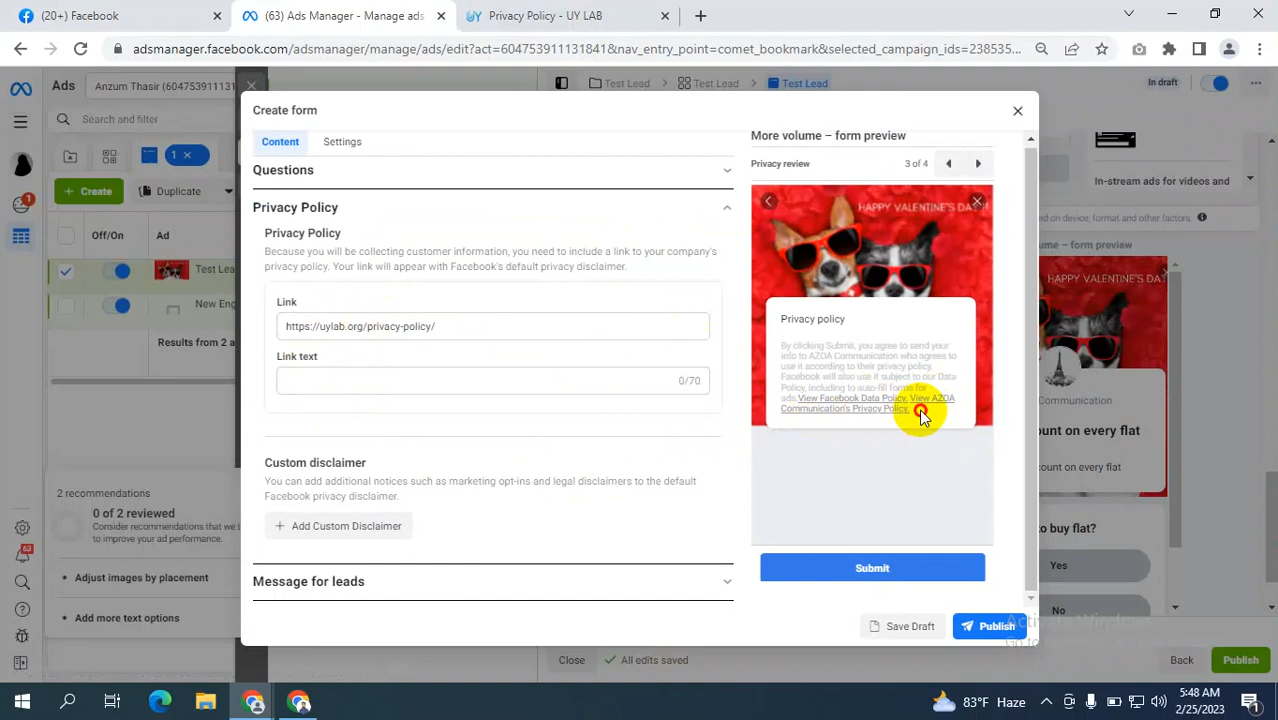 (20+) Facebook
(63) Ads Manager - Manage ads
Privacy Policy - UY LAB
adsmanager.facebook.com/adsmanager/manage/ads/edit?act=604753911131841&nav_entry_point=comet_bookmark&selected_campaign_ids=238535...
Ads
Anzum Thasir (6047539111
Test Lead
Test Lead
Test Lead
In draft
Search and filter
1
Create
Duplicate
Off/On
Ad
Test Lea
New Eng
Results from 2 a
2 recommendations
0 of 2 reviewed
Consider recommendations that we
to improve your ad performance.
Adjust images by placement
Add more text options
Create form
Content
Settings
Questions
Privacy Policy
Privacy Policy
Because you will be collecting customer information, you need to include a link to your company's
privacy policy. Your link will appear with Facebook's default privacy disclaimer.
Link
https://uylab.org/privacy-policy/
Link text
0/70
Custom disclaimer
You can add additional notices such as marketing opt-ins and legal disclaimers to the default
Facebook privacy disclaimer.
Add Custom Disclaimer
Message for leads
More volume – form preview
Privacy review
3 of 4
HAPPY VALENTINE'S DAY!
Privacy policy
By clicking Submit, you agree to send your
info to AZOA Communication who agrees to
use it according to their privacy policy.
Facebook will also use it subject to our Data
Policy, including to auto-fill forms for
ads. View Facebook Data Policy. View AZOA
Communication's Privacy Policy.
Submit
Save Draft
Publish
In-stream ads for videos and
ed on device, format and other factors.
e – form preview
HAPPY VALENTINE'S DA
Communication
ount on every flat
count on every flat
to buy flat?
Yes
No
Activate Windows
Close
All edits saved
Back
Publish
1
63
83°F Haze
5:48 AM
2/25/2023
1